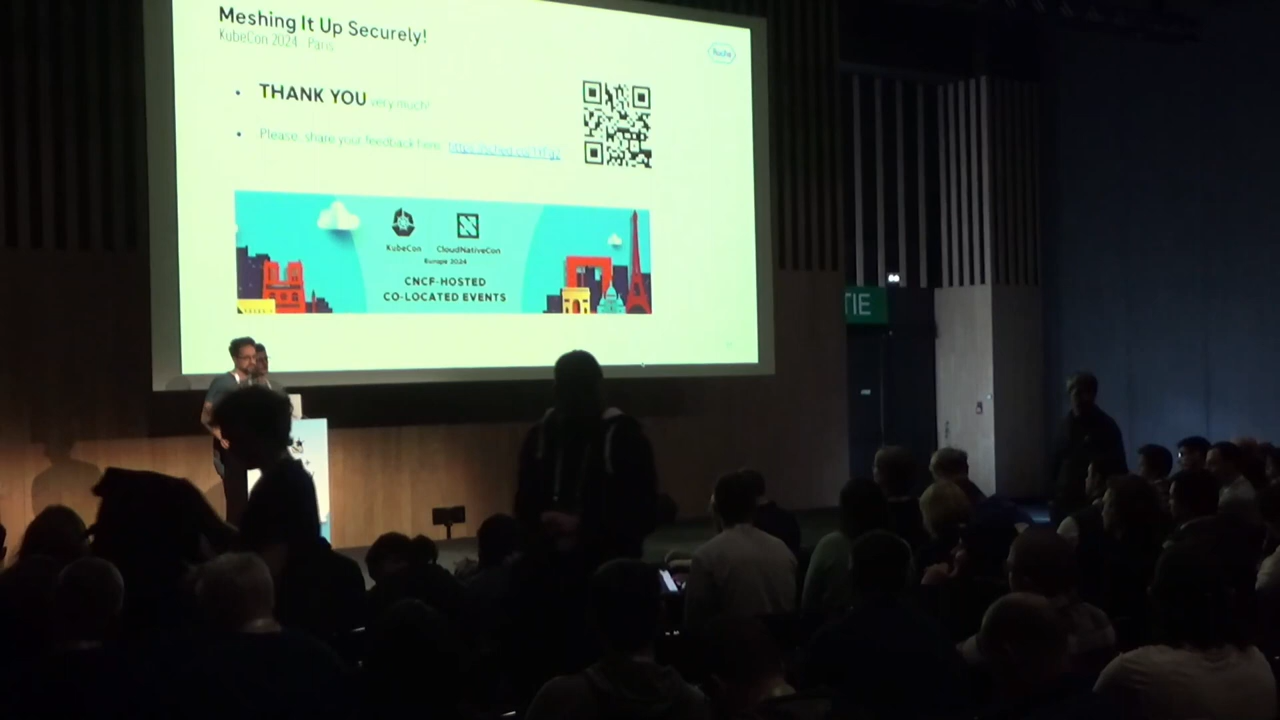 Meshing It Up Securely!
KubeCon 2024 Paris
Roche
THANK YOU very much!
Please, share your feedback here:
KubeCon
CloudNativeCon
Europe 2024
CNCF-HOSTED
CO-LOCATED EVENTS
TIE